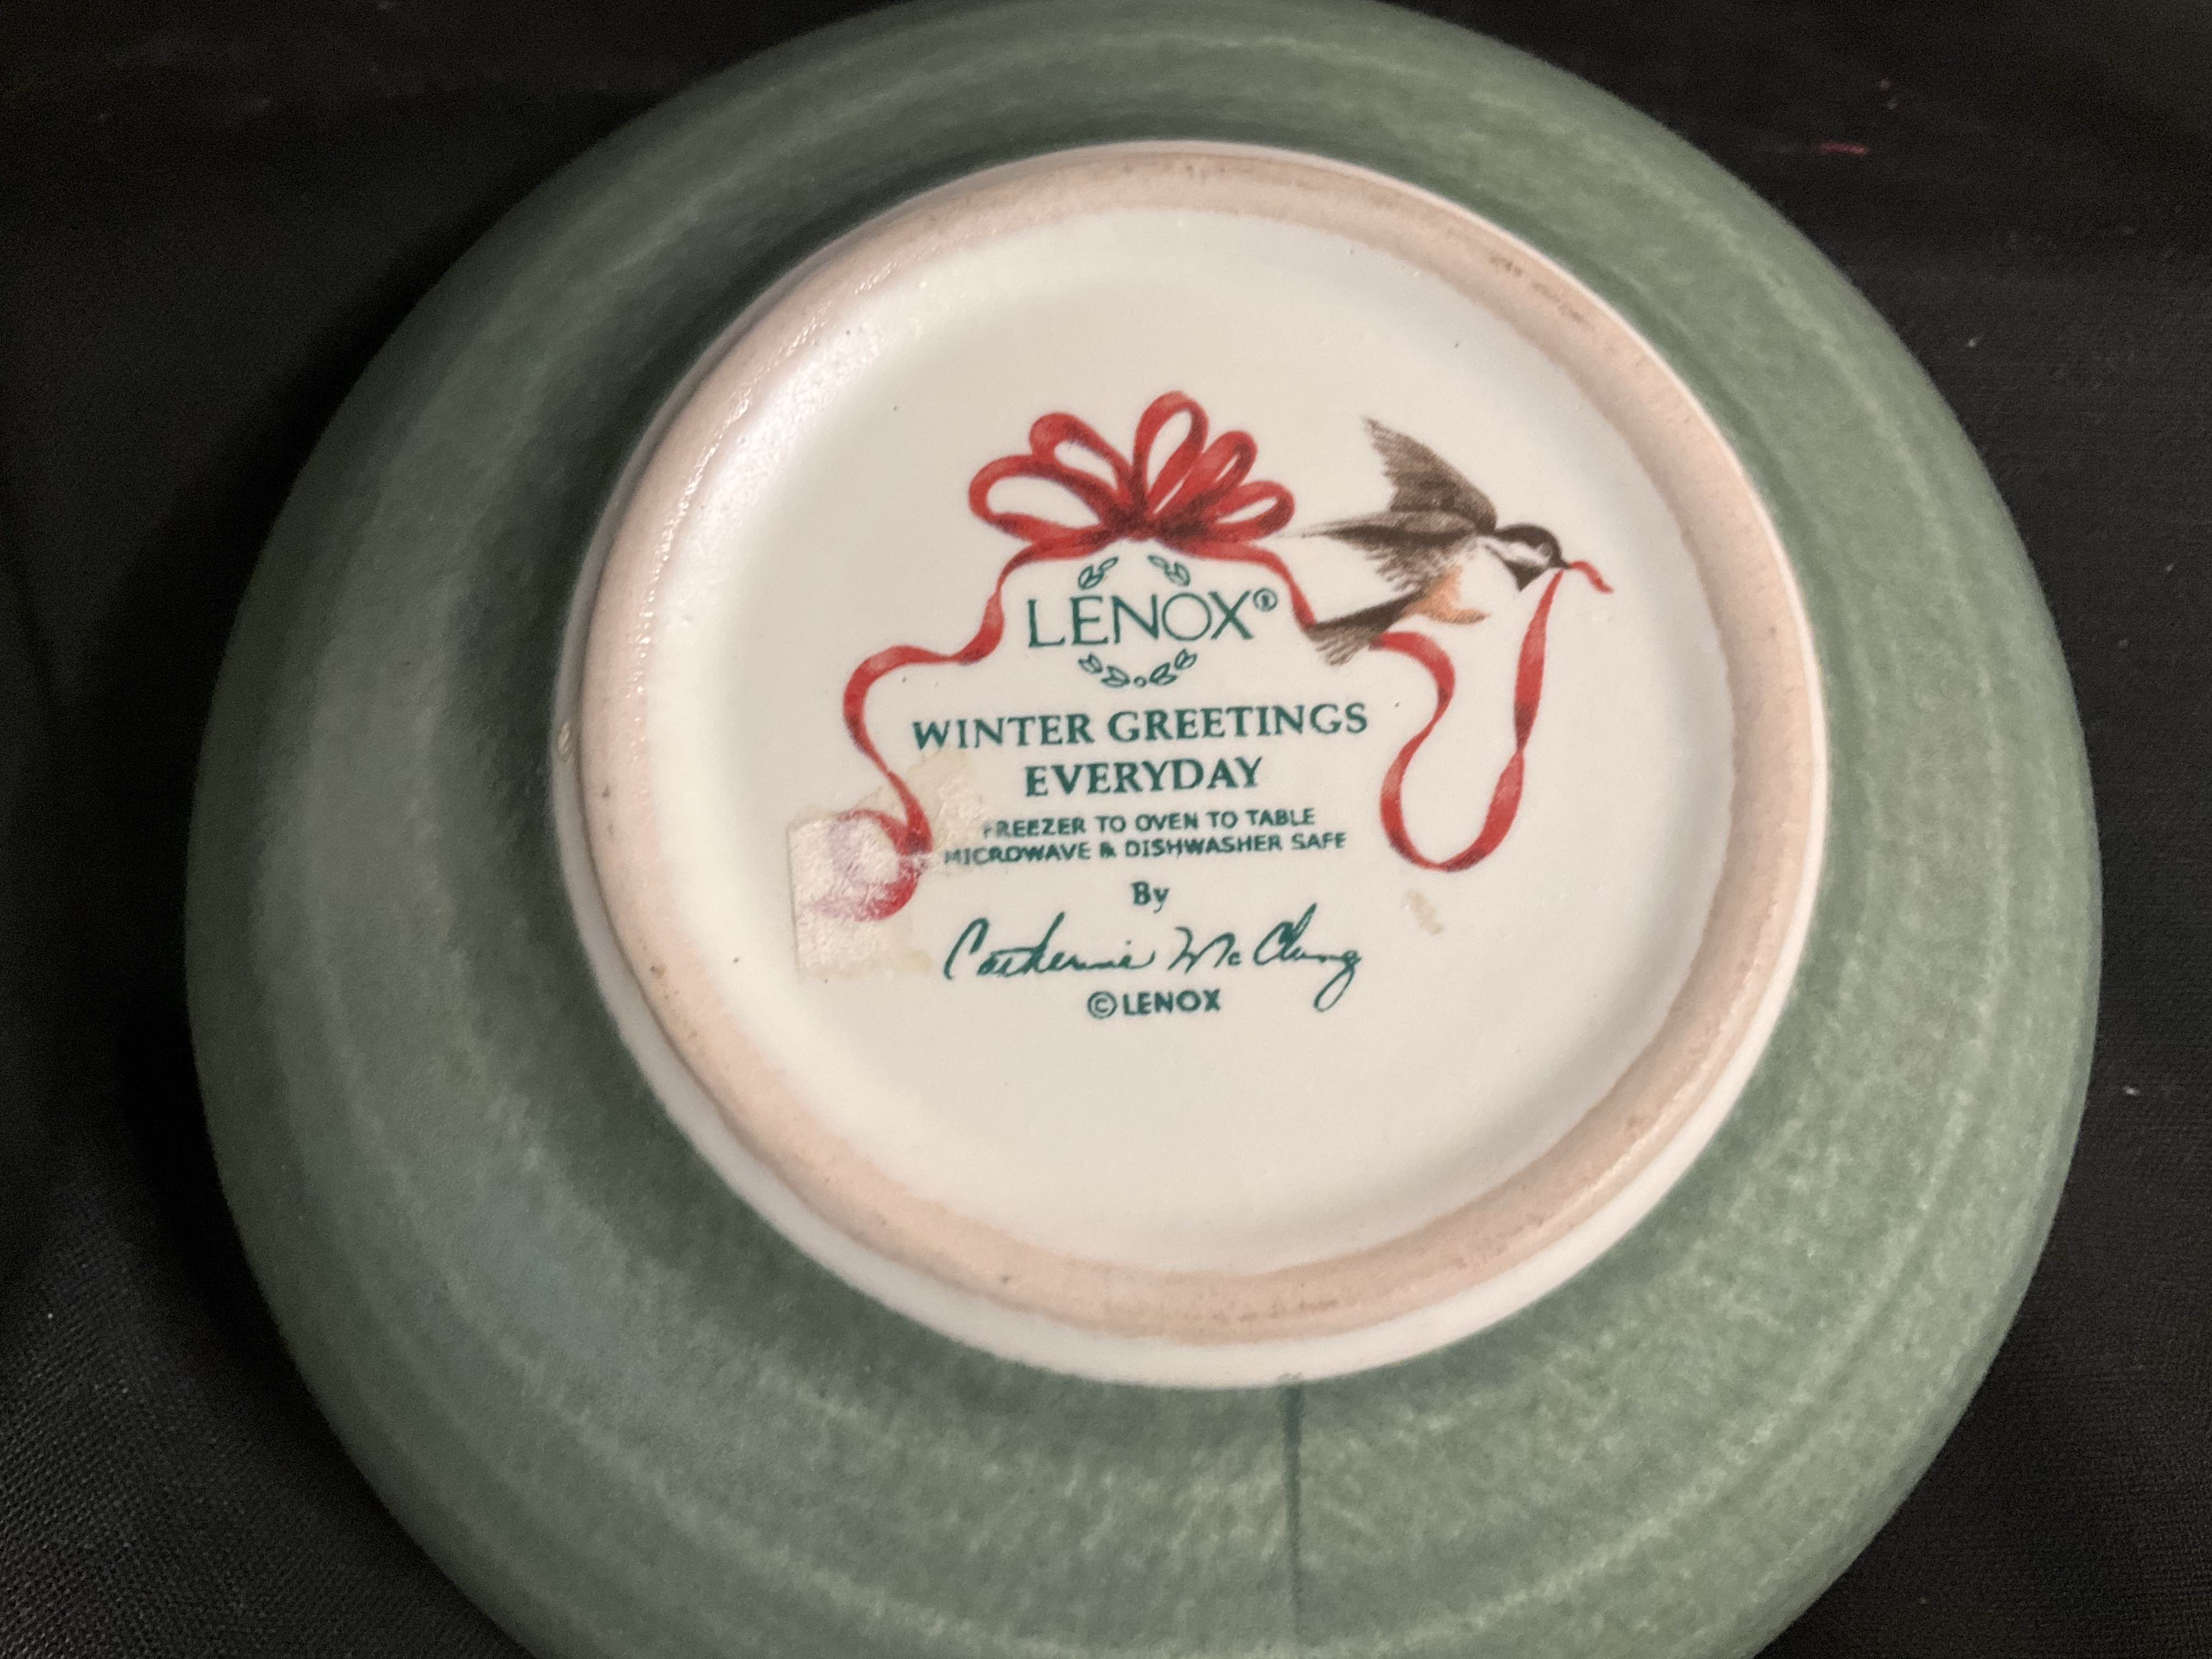 LENOX®
WINTER GREETINGS
EVERYDAY
FREEZER TO OVEN TO TABLE
MICROWAVE & DISHWASHER SAFE
By
Catherine McClung
©LENOX